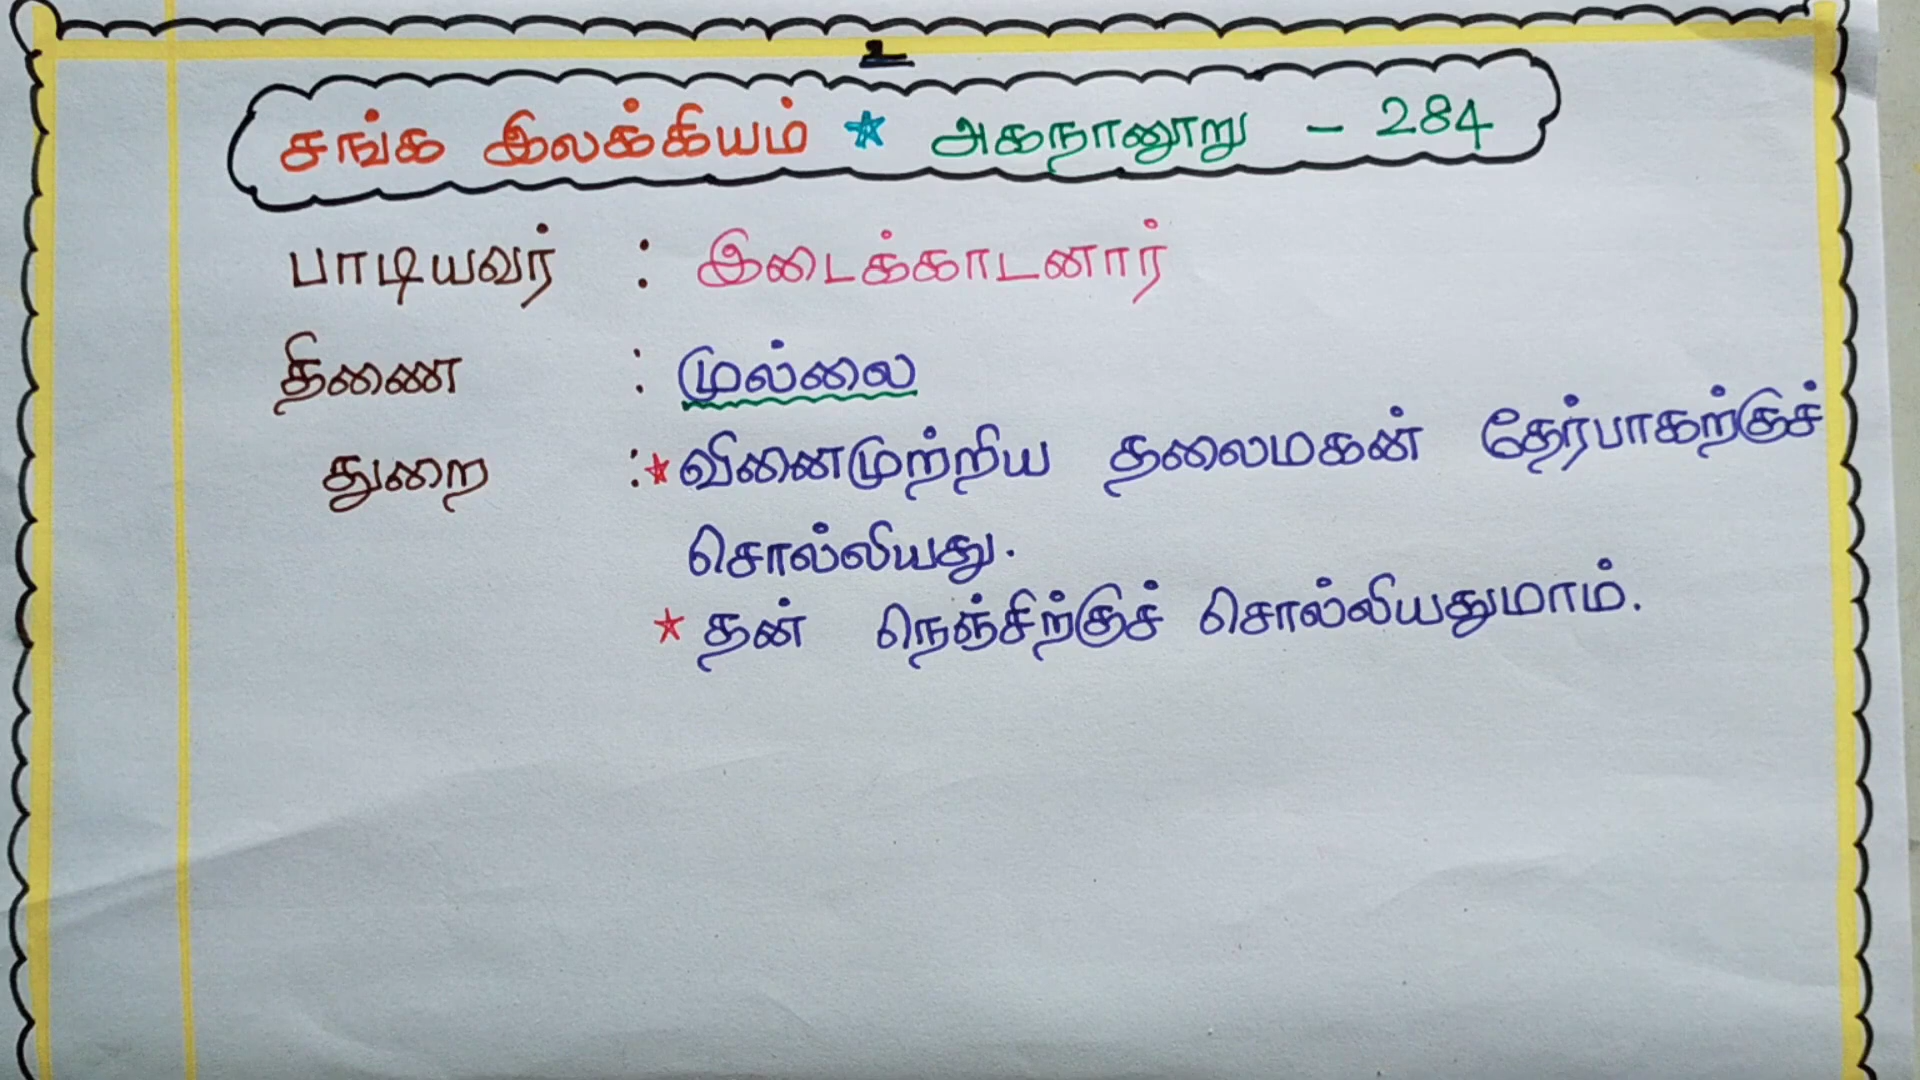 உ
சங்க இலக்கியம் ★ அகநானூறு - 284
பாடியவர் : இடைக்காடனார்
திணை : முல்லை
துறை : ★ வினைமுற்றிய தலைமகன் தேர்பாகற்குச்
சொல்லியது.
★ தன் நெஞ்சிற்குச் சொல்லியதுமாம்.